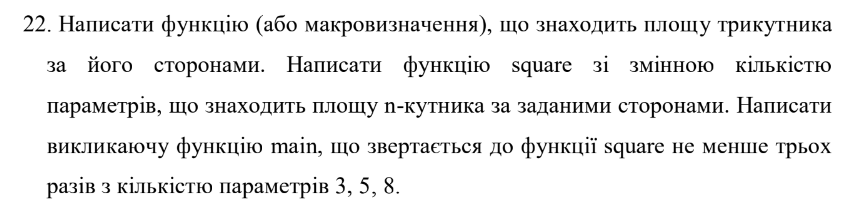 22. Написати функцію (або макровизначення), що знаходить площу трикутника
за його сторонами. Написати функцію square зі змінною кількістю
параметрів, що знаходить площу n-кутника за заданими сторонами. Написати
викликаючу функцію main, що звертається до функції square не менше трьох
разів з кількістю параметрів 3, 5, 8.